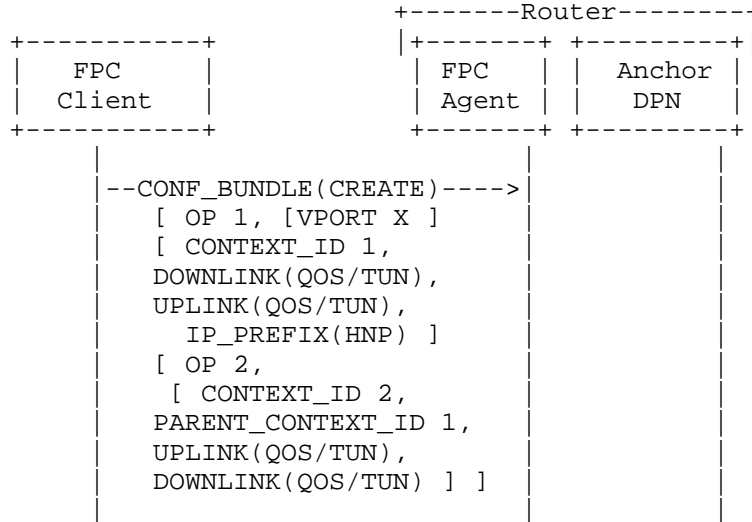 +-------Router--------
+-----------+ |+-------+ +---------+|
| FPC | | FPC | | Anchor |
| Client | | Agent | | DPN |
+-----------+ +-------+ +---------+
| | |
|--CONF_BUNDLE(CREATE)---->| |
| [ OP 1, [VPORT X ] | |
| [ CONTEXT_ID 1, | |
| DOWNLINK(QOS/TUN), | |
| UPLINK(QOS/TUN), | |
| IP_PREFIX(HNP) ] | |
| [ OP 2, | |
| [ CONTEXT_ID 2, | |
| PARENT_CONTEXT_ID 1, | |
| UPLINK(QOS/TUN), | |
| DOWNLINK(QOS/TUN) ] ] | |
| | |